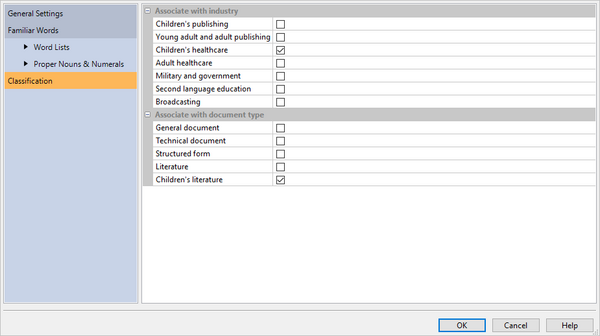 General Settings
Familiar Words
Word Lists
Proper Nouns & Numerals
Classification
Associate with industry
Children's publishing
Young adult and adult publishing
Children's healthcare
Adult healthcare
Military and government
Second language education
Broadcasting
Associate with document type
General document
Technical document
Structured form
Literature
Children's literature
OK Cancel Help